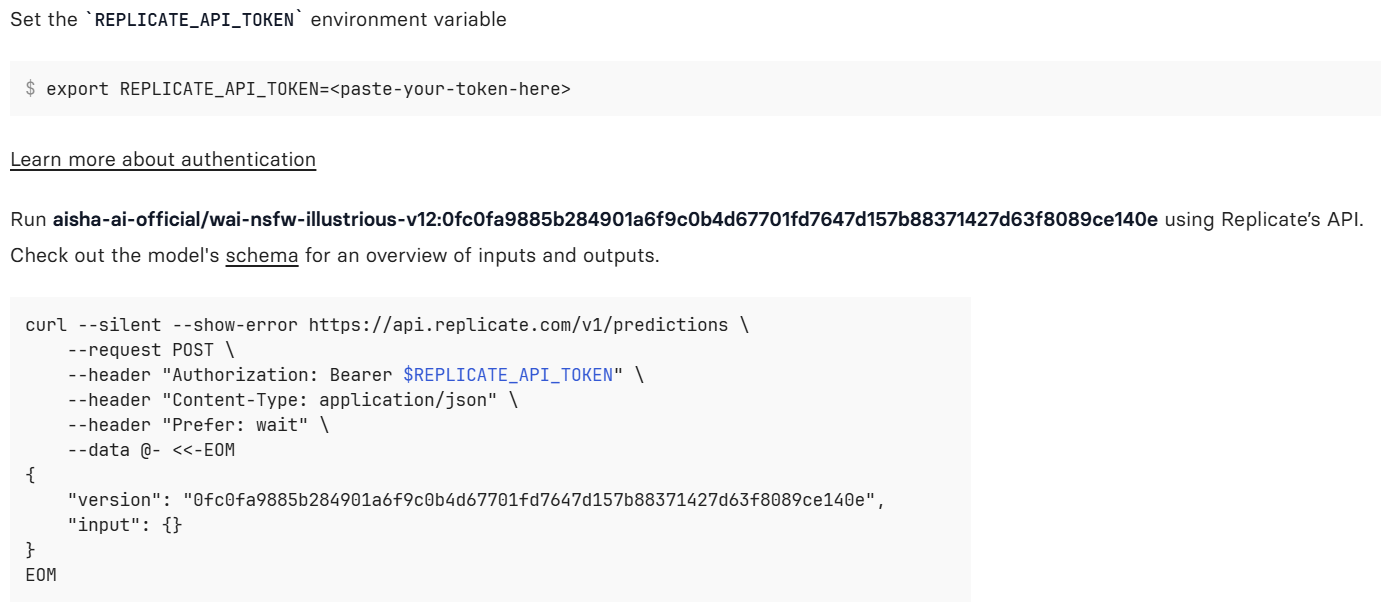 Set the `REPLICATE_API_TOKEN` environment variable
$ export REPLICATE_API_TOKEN=<paste-your-token-here>
Learn more about authentication
Run aisha-ai-official/wai-nsfw-illustrious-v12:0fc0fa9885b284901a6f9c0b4d67701fd7647d157b88371427d63f8089ce140e using Replicate’s API.
Check out the model's schema for an overview of inputs and outputs.
curl --silent --show-error https://api.replicate.com/v1/predictions \
    --request POST \
    --header "Authorization: Bearer $REPLICATE_API_TOKEN" \
    --header "Content-Type: application/json" \
    --header "Prefer: wait" \
    --data @- <<-EOM
{
    "version": "0fc0fa9885b284901a6f9c0b4d67701fd7647d157b88371427d63f8089ce140e",
    "input": {}
}
EOM